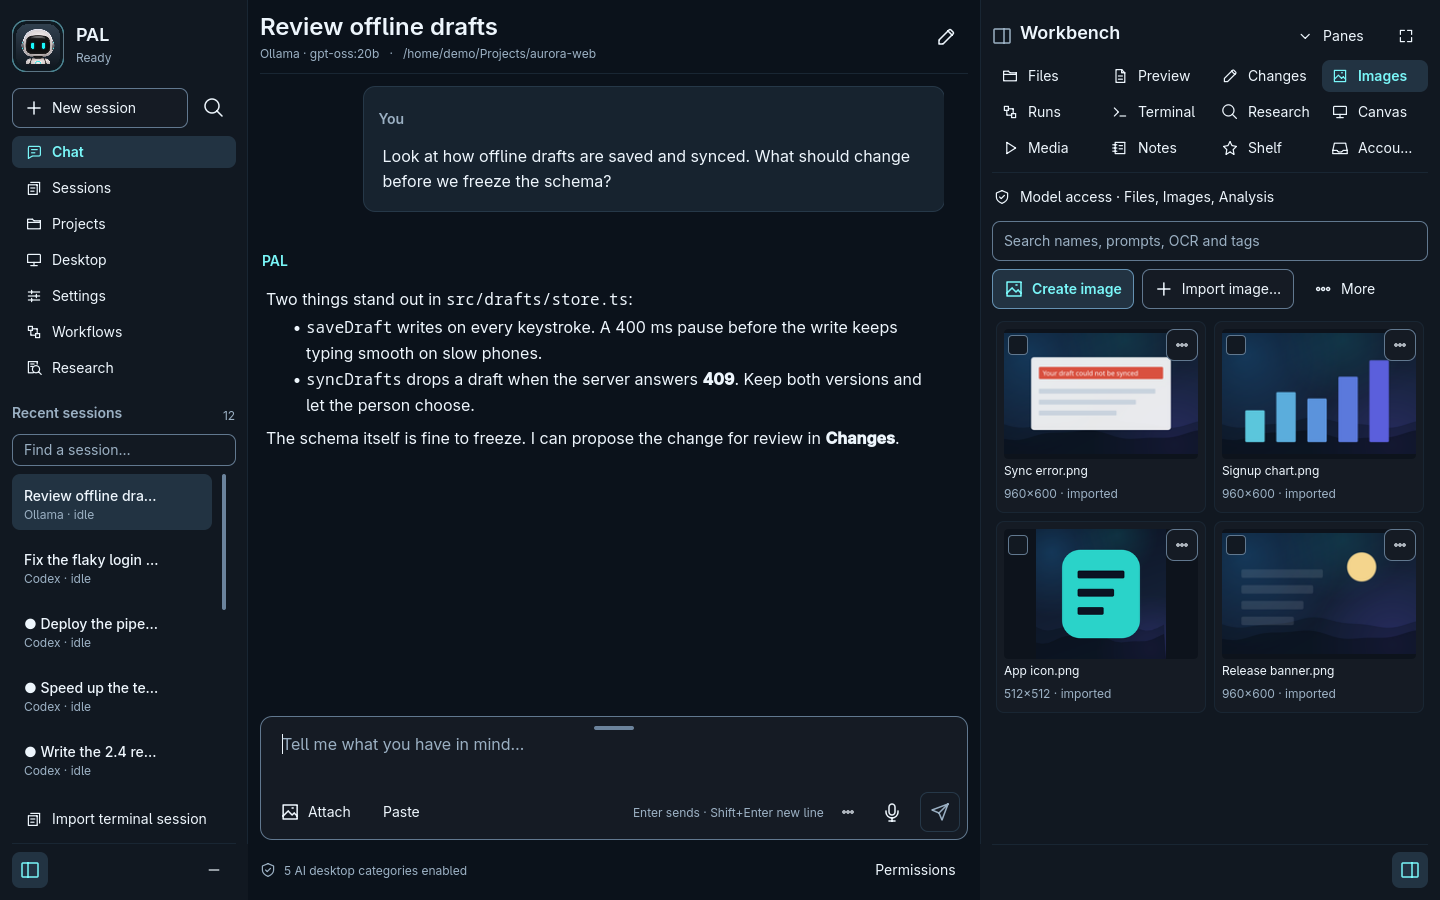 PAL
Ready
New session
Chat
Sessions
Projects
Desktop
Settings
Workflows
Research
Recent sessions
12
Find a session...
Review offline dra...
Ollama · idle
Fix the flaky login ...
Codex · idle
● Deploy the pipe...
Codex · idle
● Speed up the te...
Codex · idle
● Write the 2.4 re...
Codex · idle
Import terminal session
Review offline drafts
Ollama · gpt-oss:20b · /home/demo/Projects/aurora-web
You
Look at how offline drafts are saved and synced. What should change
before we freeze the schema?
PAL
Two things stand out in src/drafts/store.ts:
• saveDraft writes on every keystroke. A 400 ms pause before the write keeps
typing smooth on slow phones.
• syncDrafts drops a draft when the server answers 409. Keep both versions and
let the person choose.
The schema itself is fine to freeze. I can propose the change for review in Changes.
Tell me what you have in mind...
Attach
Paste
Enter sends · Shift+Enter new line
5 AI desktop categories enabled
Permissions
Workbench
Panes
Files
Preview
Changes
Images
Runs
Terminal
Research
Canvas
Media
Notes
Shelf
Accou...
Model access · Files, Images, Analysis
Search names, prompts, OCR and tags
Create image
Import image...
More
Your draft could not be synced
Sync error.png
960×600 · imported
Signup chart.png
960×600 · imported
App icon.png
512×512 · imported
Release banner.png
960×600 · imported